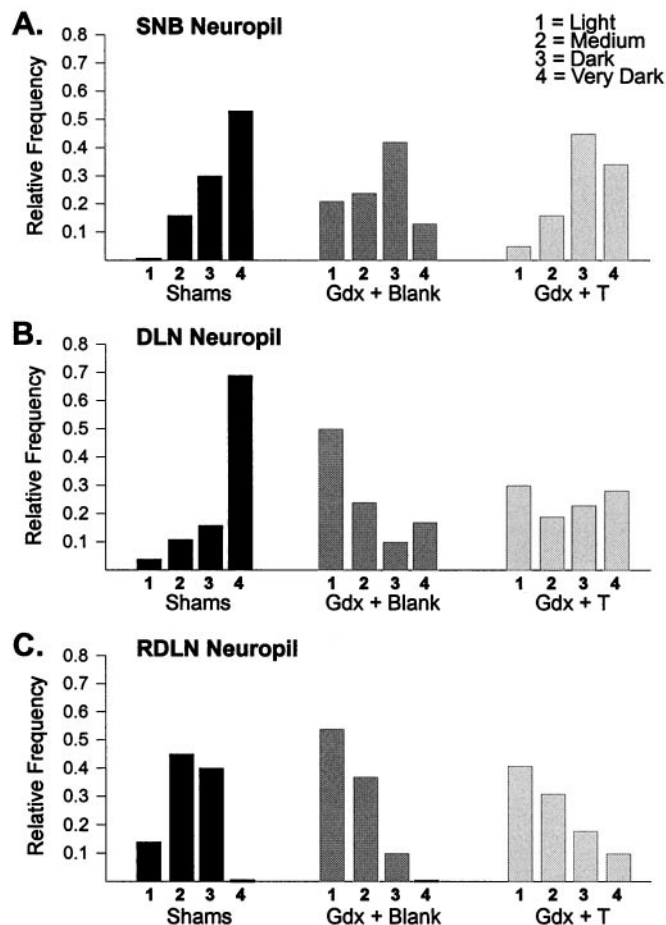 A. SNB Neuropil
1 = Light
2 = Medium
3 = Dark
4 = Very Dark
Relative Frequency
0.8
0.7
0.6
0.5
0.4
0.3
0.2
0.1
1 2 3 4 1 2 3 4 1 2 3 4
Shams Gdx + Blank Gdx + T
B. DLN Neuropil
Relative Frequency
0.8
0.7
0.6
0.5
0.4
0.3
0.2
0.1
1 2 3 4 1 2 3 4 1 2 3 4
Shams Gdx + Blank Gdx + T
C. RDLN Neuropil
Relative Frequency
0.8
0.7
0.6
0.5
0.4
0.3
0.2
0.1
1 2 3 4 1 2 3 4 1 2 3 4
Shams Gdx + Blank Gdx + T